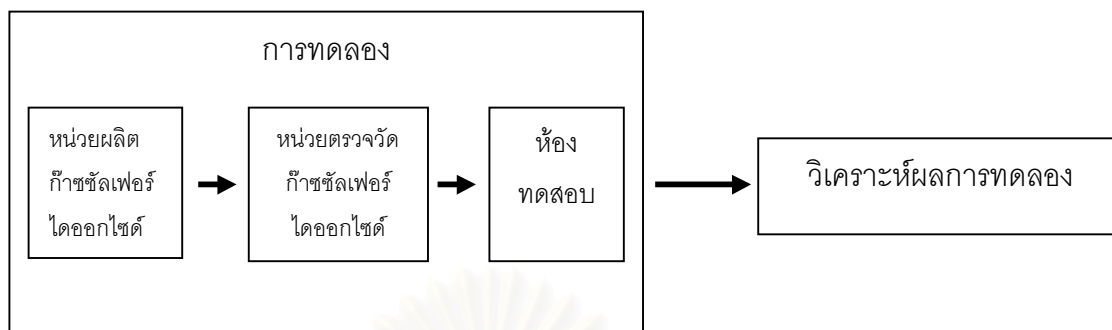 การทดลอง
หน่วยผลิต
ก๊าซซัลเฟอร์
ไดออกไซด์
หน่วยตรวจวัด
ก๊าซซัลเฟอร์
ไดออกไซด์
ห้อง
ทดสอบ
วิเคราะห์ผลการทดลอง